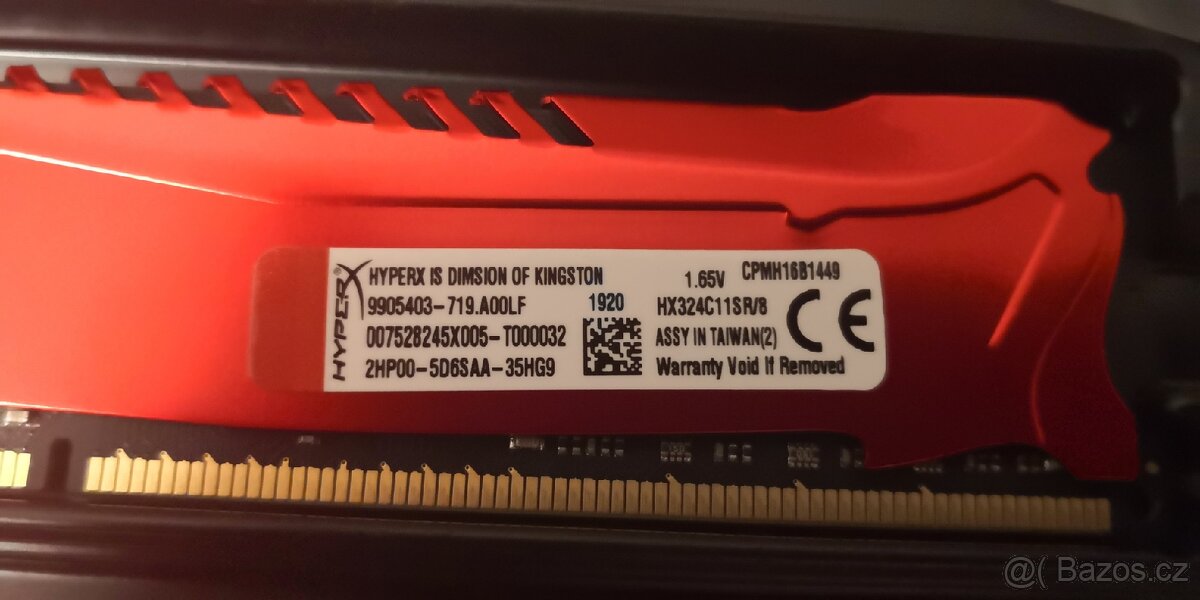 HYPERX
HYPERX IS DIMSION OF KINGSTON
9905403-719.A00LF
1920
007528245X005-T000032
2HP00-5D6SAA-35HG9
1.65V
CPMH16B1449
HX324C11SR/8
ASSY IN TAIWAN(2)
CE
Warranty Void If Removed
@( Bazos.cz